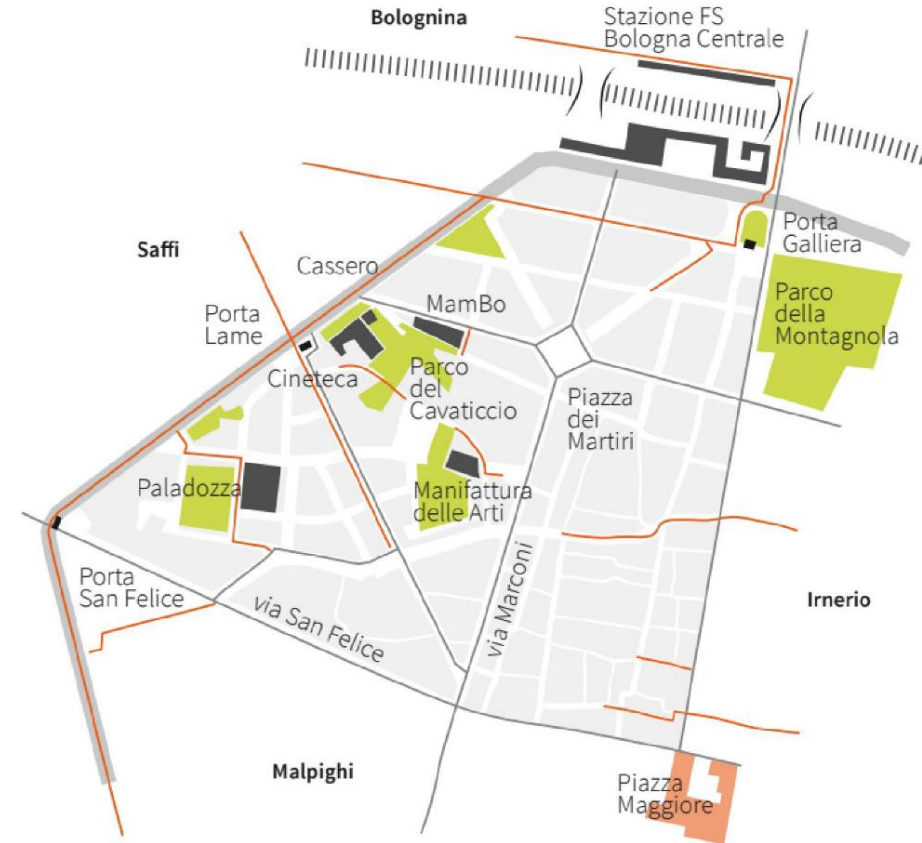 Bolognina
Stazione FS
Bologna Centrale
Saffi
Cassero
Porta
Galliera
Porta
Lame
MamBo
Parco
della
Montagnola
Cineteca
Parco
del
Cavaticcio
Piazza
dei
Martiri
Paladozza
Manifattura
delle Arti
Porta
San Felice
via San Felice
via Marconi
Irnerio
Malpighi
Piazza
Maggiore